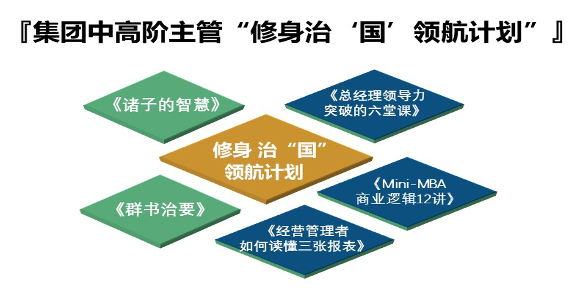 『集团中高阶主管“修身治‘国’领航计划”』
《诸子的智慧》
《总经理领导力
突破的六堂课》
修身 治“国”
领航计划
《Mini-MBA
商业逻辑12讲》
《群书治要》
《经营管理者
如何读懂三张报表》